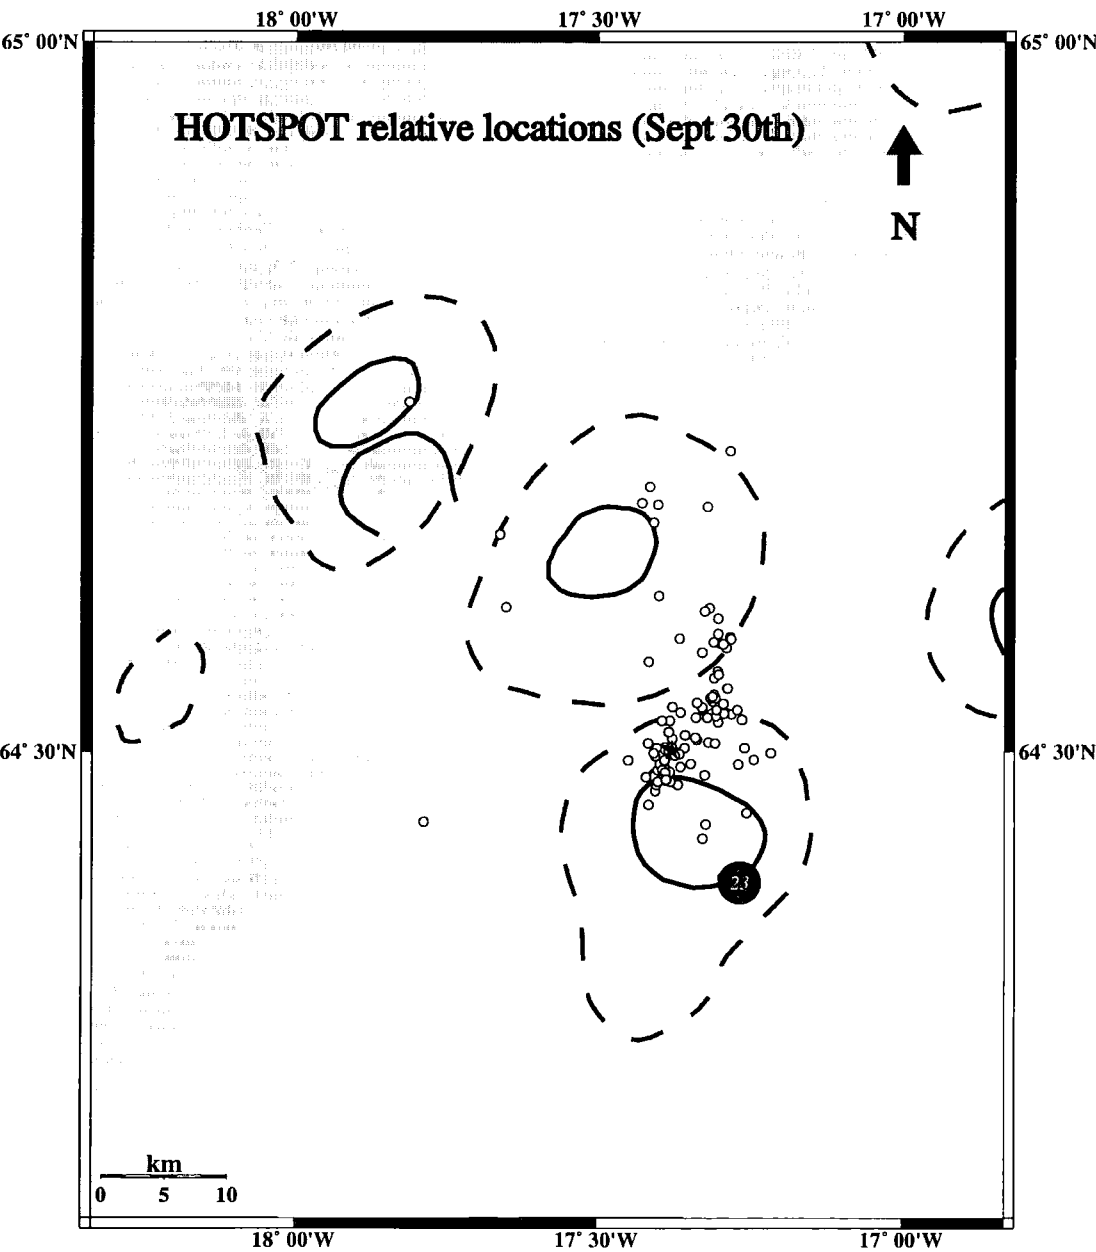 18° 00'W 17° 30'W 17° 00'W
65° 00'N 65° 00'N
HOTSPOT relative locations (Sept 30th)
N
64° 30'N 64° 30'N
23
km
0 5 10
18° 00'W 17° 30'W 17° 00'W